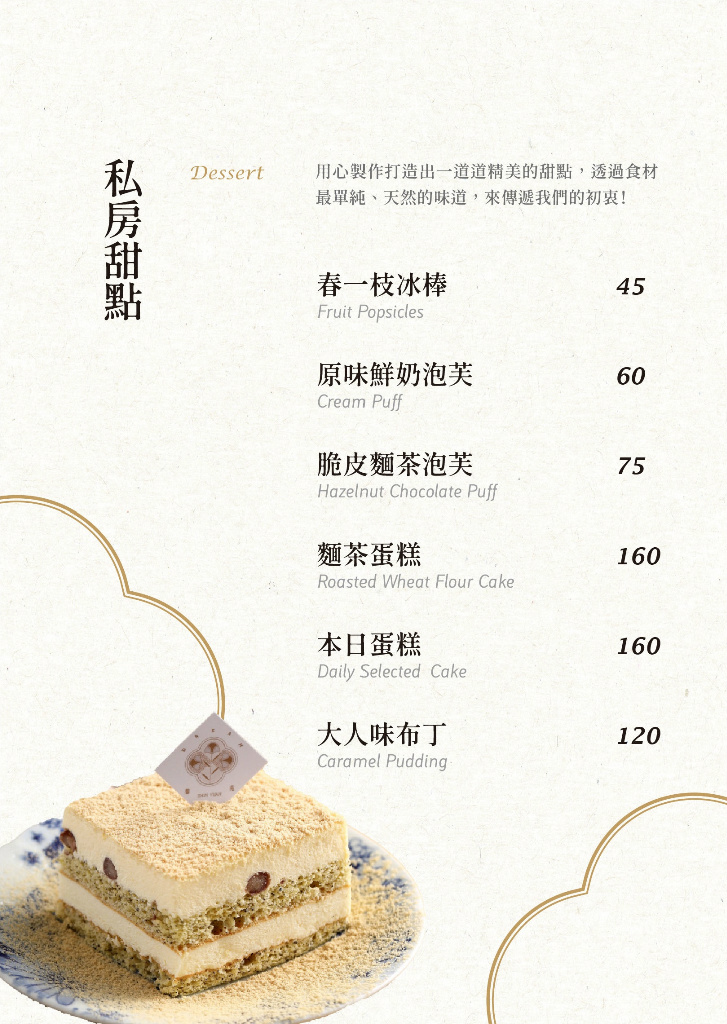 私房甜點
Dessert
用心製作打造出一道道精美的甜點，透過食材
最單純、天然的味道，來傳遞我們的初衷！
春一枝冰棒 45
Fruit Popsicles
原味鮮奶泡芙 60
Cream Puff
脆皮麵茶泡芙 75
Hazelnut Chocolate Puff
麵茶蛋糕 160
Roasted Wheat Flour Cake
本日蛋糕 160
Daily Selected Cake
大人味布丁 120
Caramel Pudding